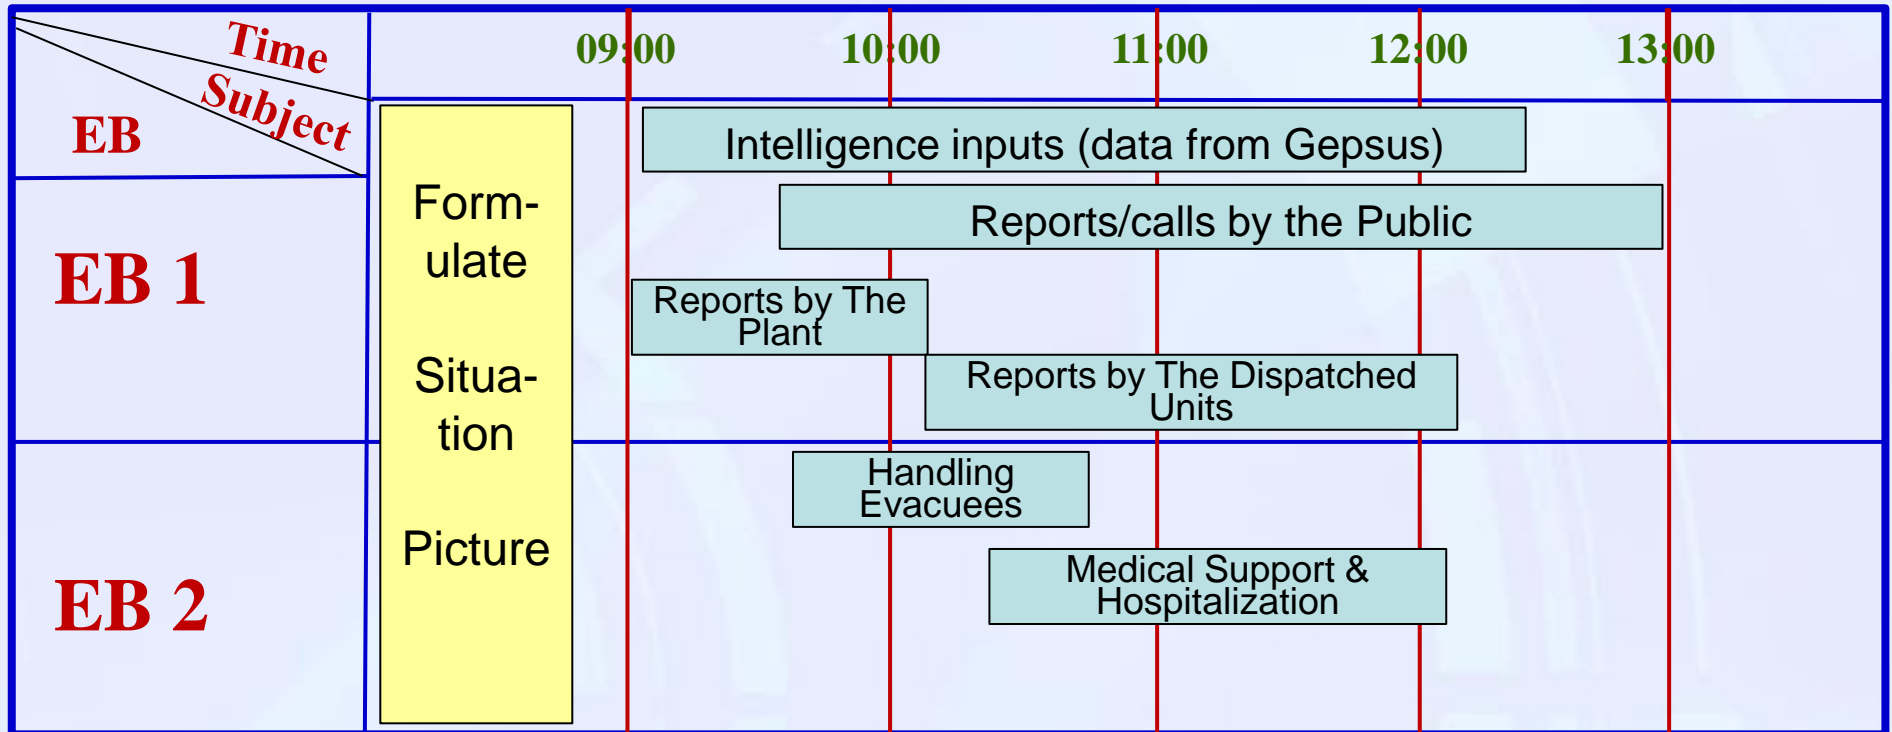 Time
Subject
EB
09:00
10:00
11:00
12:00
13:00
Form-
ulate
Situa-
tion
Picture
Intelligence inputs (data from Gepsus)
Reports/calls by the Public
EB 1
Reports by The
Plant
Reports by The Dispatched
Units
EB 2
Handling
Evacuees
Medical Support &
Hospitalization